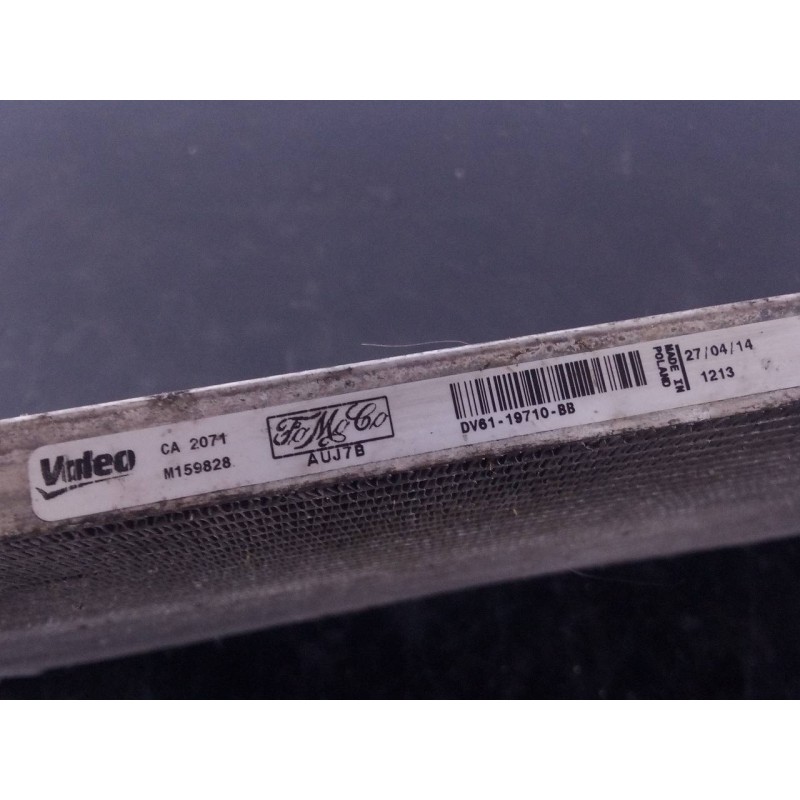 Valeo
CA 2071
M159828
FoMoCo
AUJ7B
DV61-19710-BB
MADE IN
POLAND
27/04/14
1213